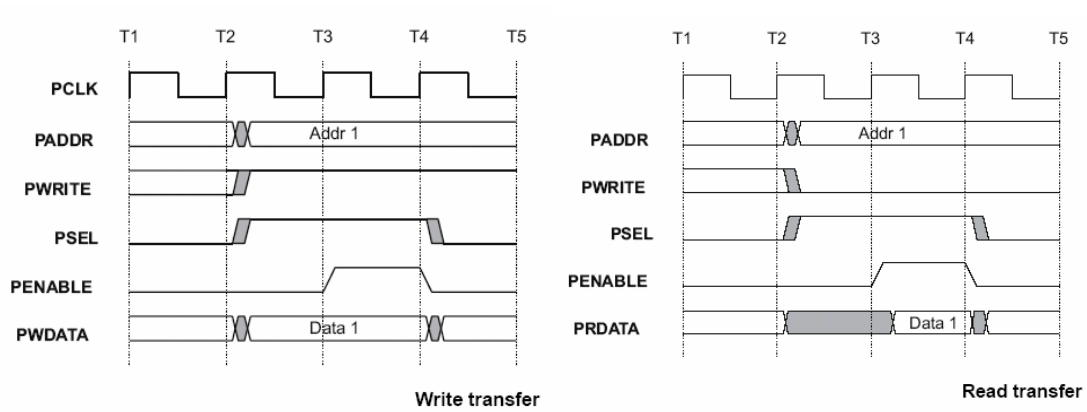 T1 T2 T3 T4 T5
PCLK
PADDR Addr 1
PWRITE
PSEL
PENABLE
PWDATA Data 1
Write transfer
T1 T2 T3 T4 T5
PADDR Addr 1
PWRITE
PSEL
PENABLE
PRDATA Data 1
Read transfer